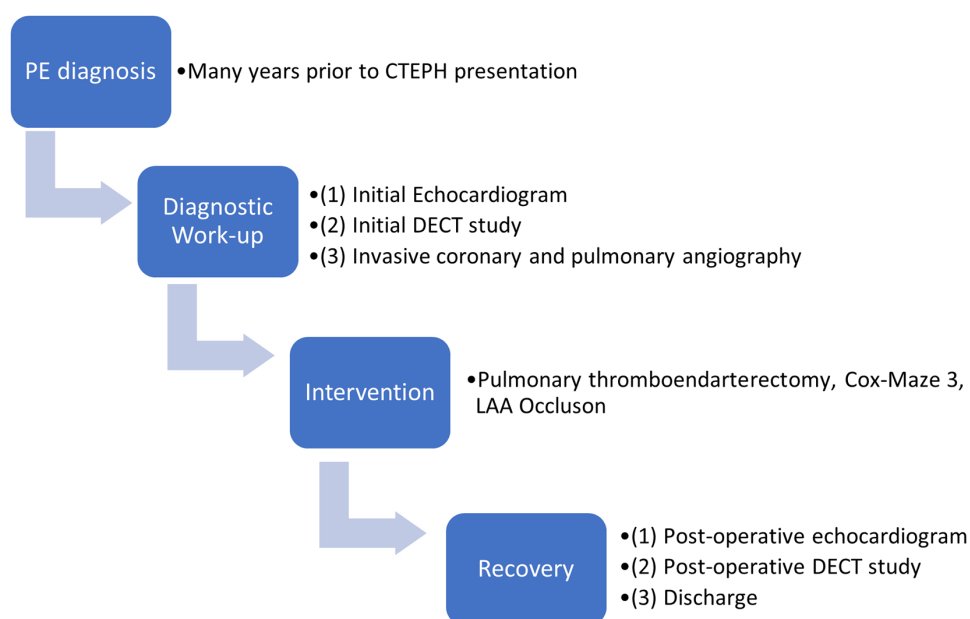 PE diagnosis
•Many years prior to CTEPH presentation
Diagnostic
Work-up
•(1) Initial Echocardiogram
•(2) Initial DECT study
•(3) Invasive coronary and pulmonary angiography
Intervention
•Pulmonary thromboendarterectomy, Cox-Maze 3,
LAA Occluson
Recovery
•(1) Post-operative echocardiogram
•(2) Post-operative DECT study
•(3) Discharge